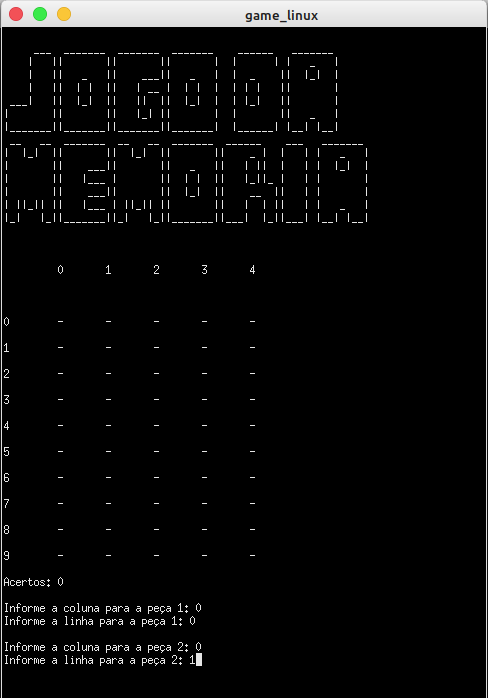 game_linux
JOGO DA
MEMORIA
0 1 2 3 4
0 - - - - -
1 - - - - -
2 - - - - -
3 - - - - -
4 - - - - -
5 - - - - -
6 - - - - -
7 - - - - -
8 - - - - -
9 - - - - -
Acertos: 0
Informe a coluna para a peça 1: 0
Informe a linha para a peça 1: 0
Informe a coluna para a peça 2: 0
Informe a linha para a peça 2: 1